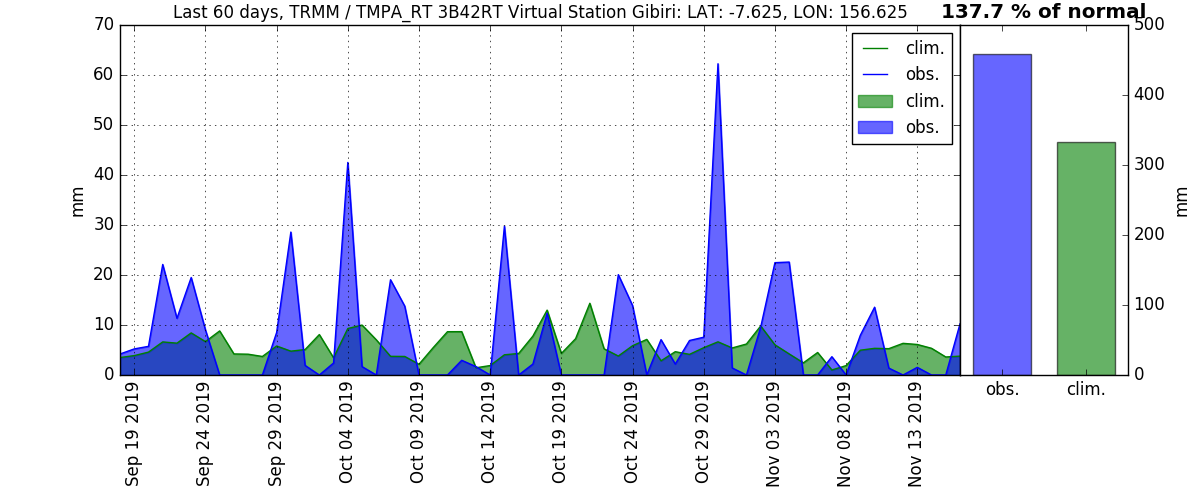 Last 60 days, TRMM / TMPA_RT 3B42RT Virtual Station Gibiri: LAT: -7.625, LON: 156.625
137.7 % of normal
70
60
50
40
30
20
10
0
mm
clim.
obs.
clim.
obs.
Sep 19 2019
Sep 24 2019
Sep 29 2019
Oct 04 2019
Oct 09 2019
Oct 14 2019
Oct 19 2019
Oct 24 2019
Oct 29 2019
Nov 03 2019
Nov 08 2019
Nov 13 2019
500
400
300
200
100
0
mm
obs.
clim.